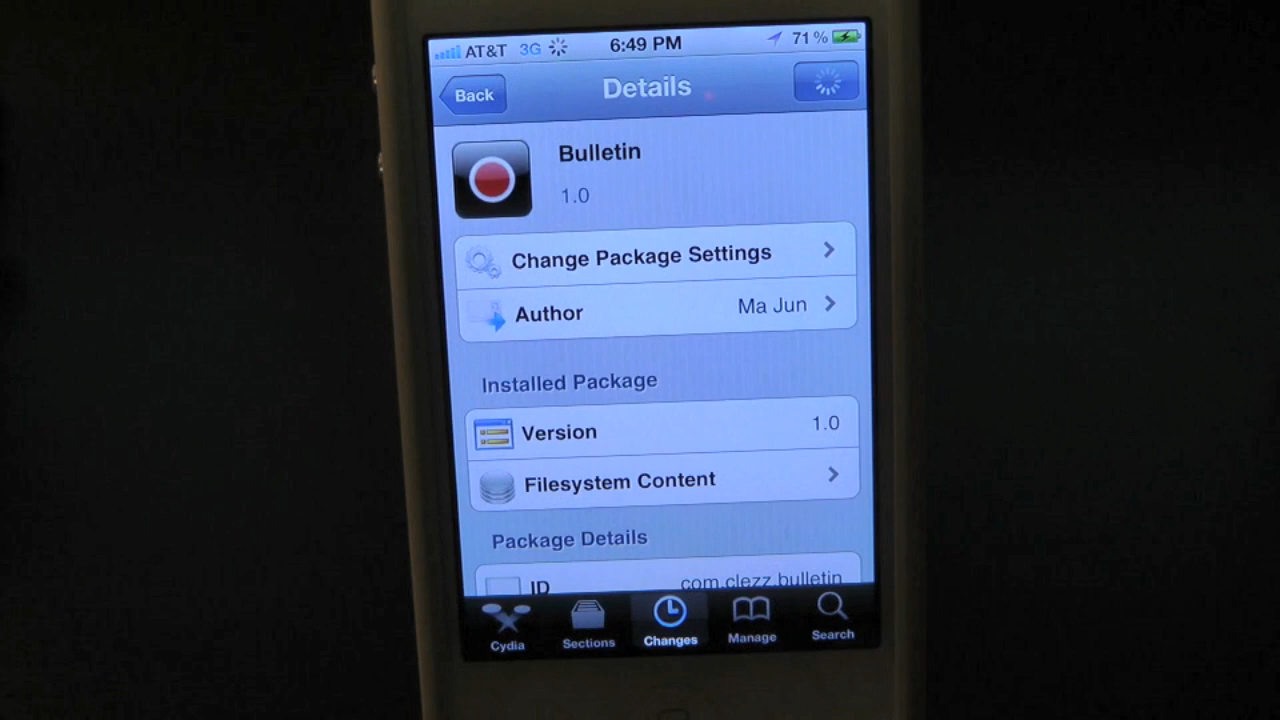 AT&T 3G 6:49 PM 71%
Back Details
Bulletin
1.0
Change Package Settings
Author Ma Jun
Installed Package
Version 1.0
Filesystem Content
Package Details
ID com.clezz.bulletin
Cydia Sections Changes Manage Search